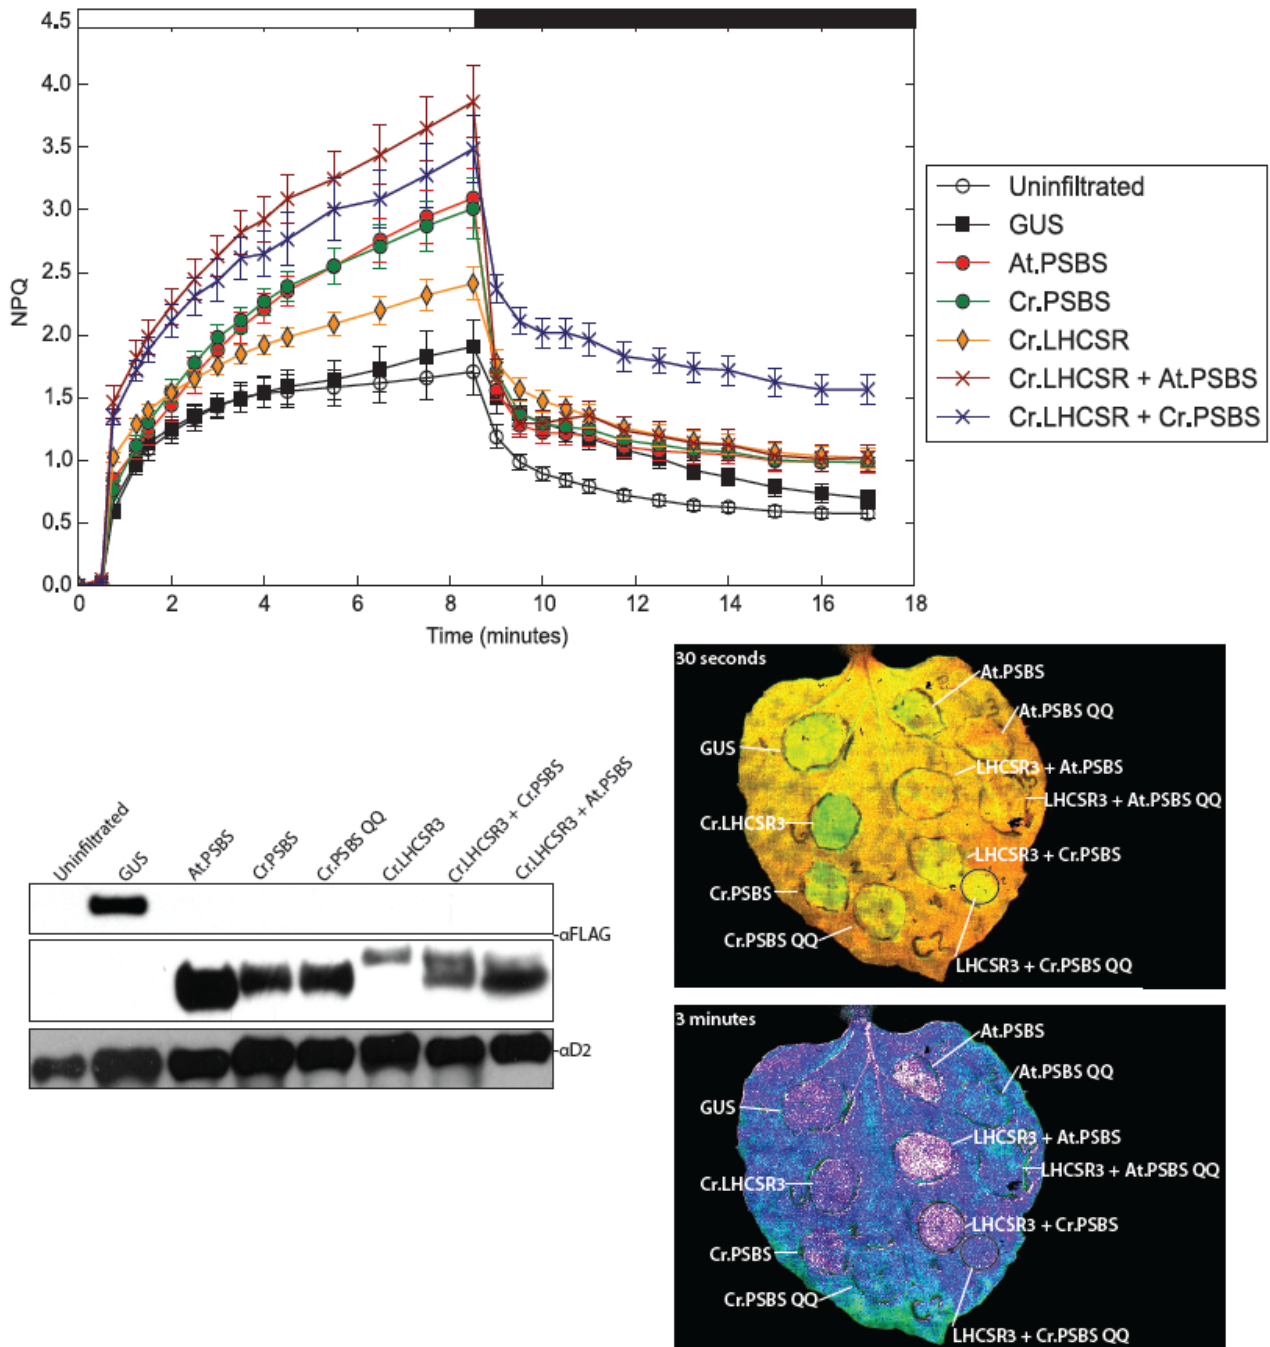 4.5
4.0
3.5
3.0
2.5
2.0
1.5
1.0
0.5
0.0
NPQ
0 2 4 6 8 10 12 14 16 18
Time (minutes)
Uninfiltrated
GUS
At.PSBS
Cr.PSBS
Cr.LHCSR
Cr.LHCSR + At.PSBS
Cr.LHCSR + Cr.PSBS
Uninfiltrated
GUS
At.PSBS
Cr.PSBS
Cr.PSBS QQ
Cr.LHCSR3
Cr.LHCSR3 + Cr.PSBS
Cr.LHCSR3 + At.PSBS
-αFLAG
-αD2
30 seconds
At.PSBS
At.PSBS QQ
GUS
LHCSR3 + At.PSBS
LHCSR3 + At.PSBS QQ
Cr.LHCSR3
LHCSR3 + Cr.PSBS
Cr.PSBS
Cr.PSBS QQ
LHCSR3 + Cr.PSBS QQ
3 minutes
At.PSBS
At.PSBS QQ
GUS
LHCSR3 + At.PSBS
LHCSR3 + At.PSBS QQ
Cr.LHCSR3
LHCSR3 + Cr.PSBS
Cr.PSBS
Cr.PSBS QQ
LHCSR3 + Cr.PSBS QQ